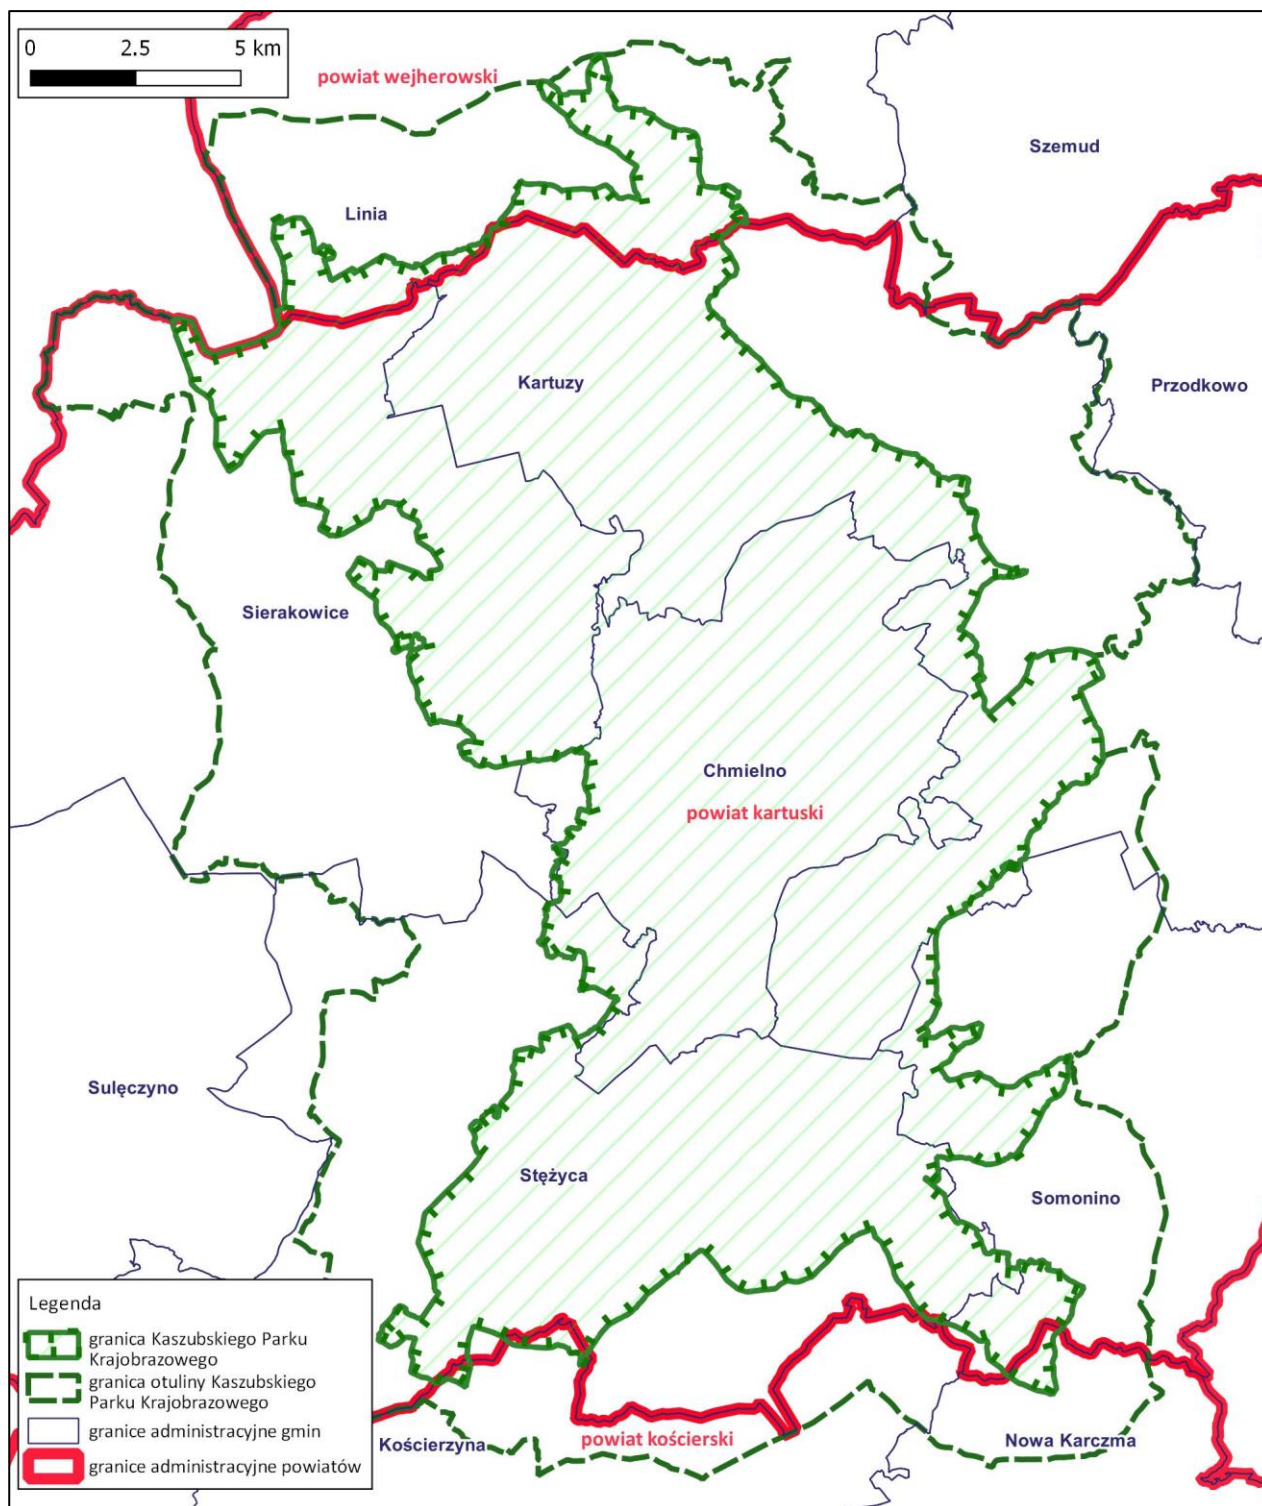 0 2.5 5 km
powiat wejherowski
Szemud
Linia
Kartuzy
Przodkowo
Sierakowice
Chmielno
powiat kartuski
Sulęczyno
Stężyca
Somonino
Legenda
granica Kaszubskiego Parku
Krajobrazowego
granica otuliny Kaszubskiego
Parku Krajobrazowego
granice administracyjne gmin
granice administracyjne powiatów
Kościerzyna
powiat kościerski
Nowa Karczma